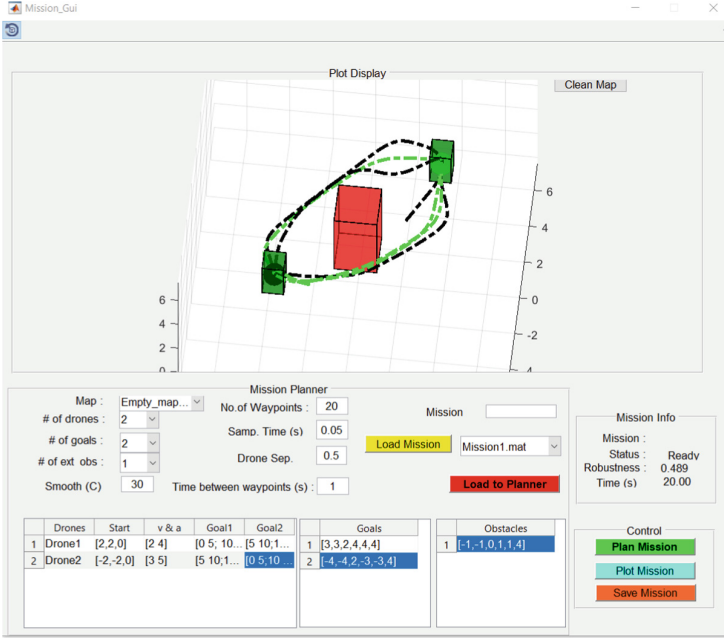 Mission_Gui
Plot Display
Clean Map
6
4
2
0
-2
-4
6
4
2
0
Mission Planner
Map : Empty_map...
# of drones : 2
# of goals : 2
# of ext obs : 1
Smooth (C) 30
No.of Waypoints : 20
Samp. Time (s) 0.05
Drone Sep. 0.5
Time between waypoints (s) : 1
Mission
Load Mission Mission1.mat
Load to Planner
Mission Info
Mission :
Status : Ready
Robustness : 0.489
Time (s) 20.00
Drones Start v & a Goal1 Goal2
1 Drone1 [2,2,0] [2 4] [0 5; 10... [5 10;1...
2 Drone2 [-2,-2,0] [3 5] [5 10;1... [0 5;10 ...
Goals
1 [3,3,2,4,4,4]
2 [-4,-4,2,-3,-3,4]
Obstacles
1 [-1,-1,0,1,1,4]
Control
Plan Mission
Plot Mission
Save Mission